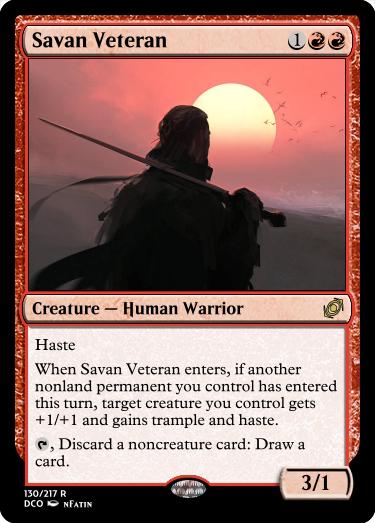 Savan Veteran 1
Creature — Human Warrior
Haste
When Savan Veteran enters, if another
nonland permanent you control has entered
this turn, target creature you control gets
+1/+1 and gains trample and haste.
, Discard a noncreature card: Draw a
card.
3/1
130/217 R
DCO nFatin